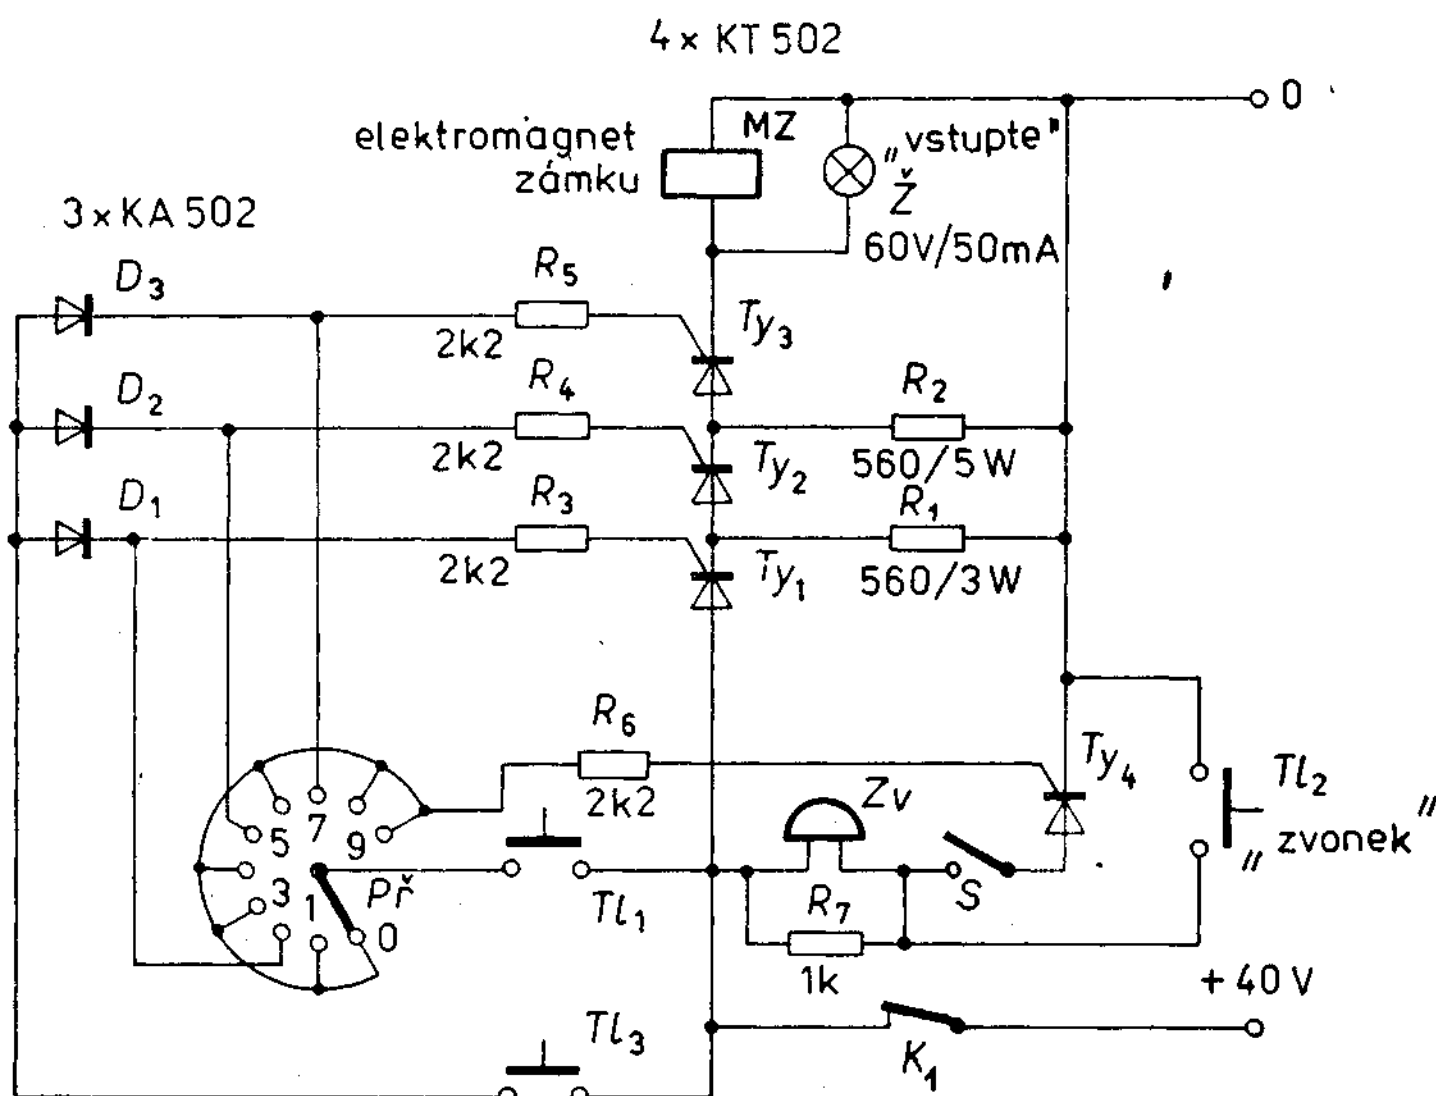 4 x KT 502
0
elektromagnet
zámku
MZ
„vstupte"
Ž
60V/50mA
3 x KA 502
D3
R5
2k2
Ty3
D2
R4
2k2
Ty2
R2
560/5W
D1
R3
2k2
Ty1
R1
560/3W
R6
2k2
Ty4
Zv
Tl2
„zvonek"
5
7
9
3
1
Př
0
Tl1
R7
1k
S
+40V
K1
Tl3